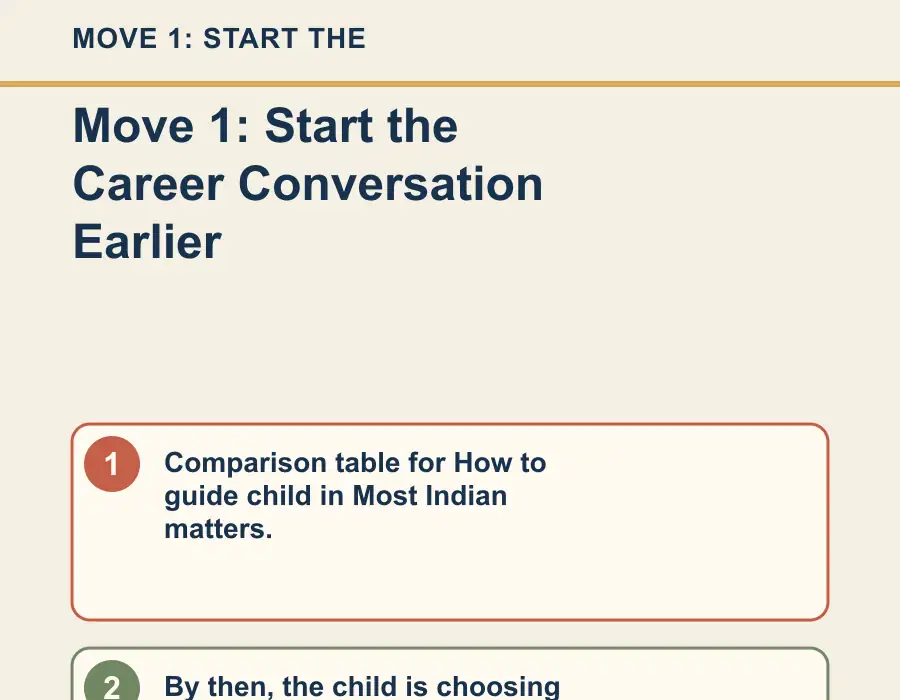 MOVE 1: START THE
Move 1: Start the
Career Conversation
Earlier
1
Comparison table for How to
guide child in Most Indian
matters.
2
By then, the child is choosing